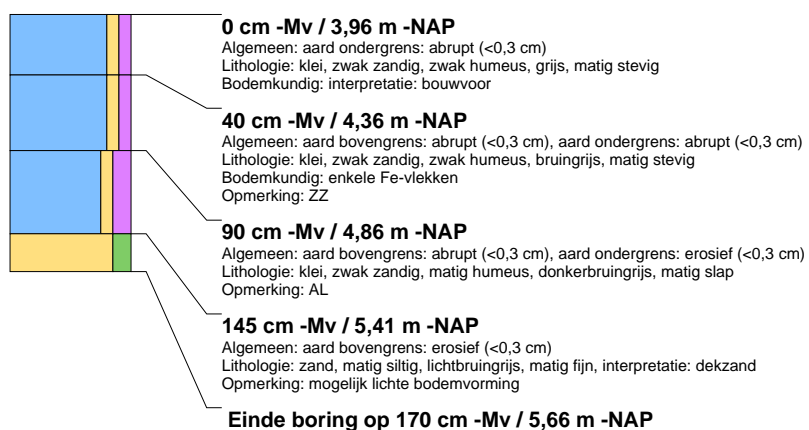 0 cm -Mv / 3,96 m -NAP
Algemeen: aard ondergrens: abrupt (<0,3 cm)
Lithologie: klei, zwak zandig, zwak humeus, grijs, matig stevig
Bodemkundig: interpretatie: bouwvoor
40 cm -Mv / 4,36 m -NAP
Algemeen: aard bovengrens: abrupt (<0,3 cm), aard ondergrens: abrupt (<0,3 cm)
Lithologie: klei, zwak zandig, zwak humeus, bruingrijs, matig stevig
Bodemkundig: enkele Fe-vlekken
Opmerking: ZZ
90 cm -Mv / 4,86 m -NAP
Algemeen: aard bovengrens: abrupt (<0,3 cm), aard ondergrens: erosief (<0,3 cm)
Lithologie: klei, zwak zandig, matig humeus, donkerbruingrijs, matig slap
Opmerking: AL
145 cm -Mv / 5,41 m -NAP
Algemeen: aard bovengrens: erosief (<0,3 cm)
Lithologie: zand, matig siltig, lichtbruingrijs, matig fijn, interpretatie: dekzand
Opmerking: mogelijk lichte bodemvorming
Einde boring op 170 cm -Mv / 5,66 m -NAP